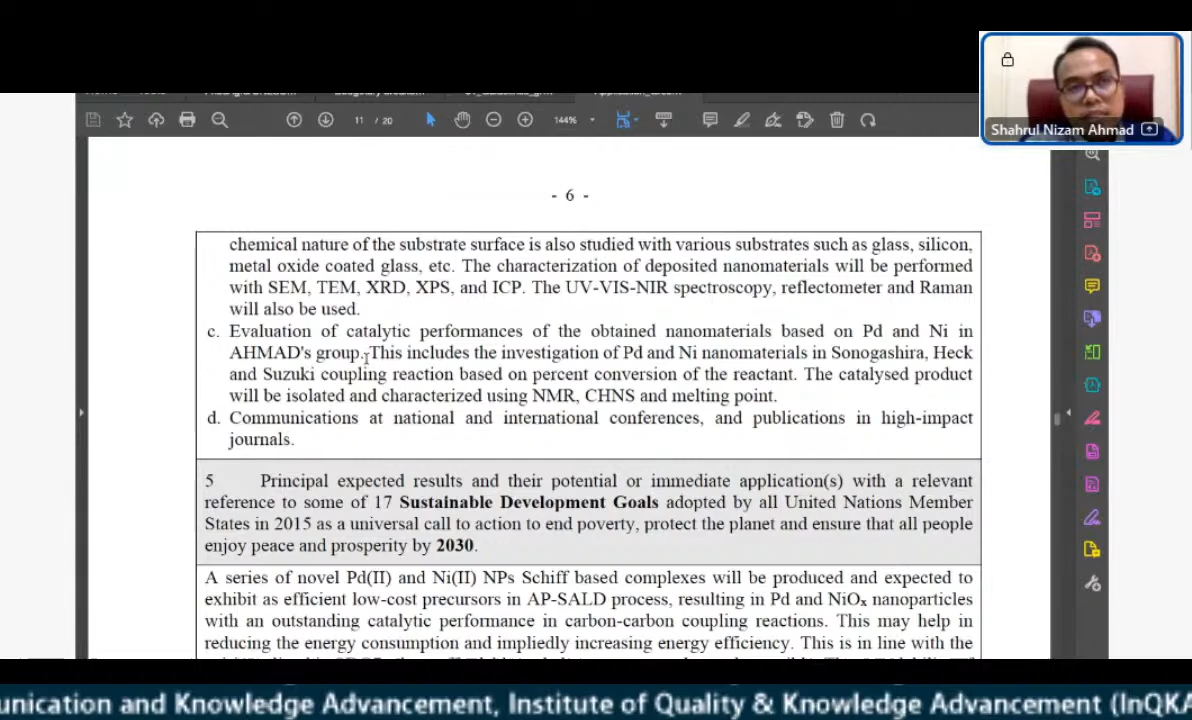 Shahrul Nizam Ahmad
11 / 20
144%
- 6 -
chemical nature of the substrate surface is also studied with various substrates such as glass, silicon,
metal oxide coated glass, etc. The characterization of deposited nanomaterials will be performed
with SEM, TEM, XRD, XPS, and ICP. The UV-VIS-NIR spectroscopy, reflectometer and Raman
will also be used.
c. Evaluation of catalytic performances of the obtained nanomaterials based on Pd and Ni in
AHMAD's group. This includes the investigation of Pd and Ni nanomaterials in Sonogashira, Heck
and Suzuki coupling reaction based on percent conversion of the reactant. The catalysed product
will be isolated and characterized using NMR, CHNS and melting point.
d. Communications at national and international conferences, and publications in high-impact
journals.
5 Principal expected results and their potential or immediate application(s) with a relevant
reference to some of 17 Sustainable Development Goals adopted by all United Nations Member
States in 2015 as a universal call to action to end poverty, protect the planet and ensure that all people
enjoy peace and prosperity by 2030.
A series of novel Pd(II) and Ni(II) NPs Schiff based complexes will be produced and expected to
exhibit as efficient low-cost precursors in AP-SALD process, resulting in Pd and NiOₓ nanoparticles
with an outstanding catalytic performance in carbon-carbon coupling reactions. This may help in
reducing the energy consumption and impliedly increasing energy efficiency. This is in line with the
unication and Knowledge Advancement, Institute of Quality & Knowledge Advancement (InQKA